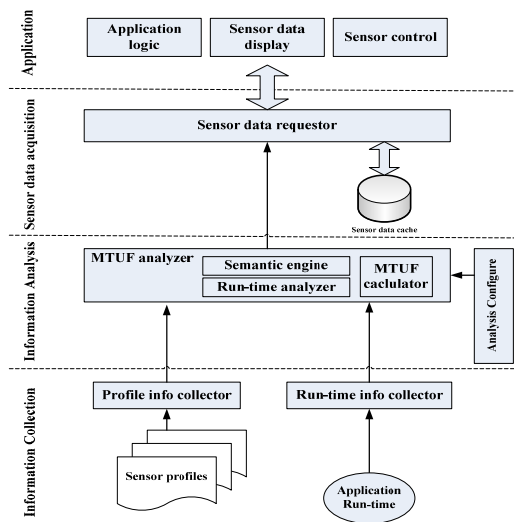 Application
Application
logic
Sensor data
display
Sensor control
Sensor data acquisition
Sensor data requestor
Sensor data cache
Information Analysis
MTUF analyzer
Semantic engine
Run-time analyzer
MTUF
caclulator
Analysis Configure
Information Collection
Profile info collector
Run-time info collector
Sensor profiles
Application
Run-time